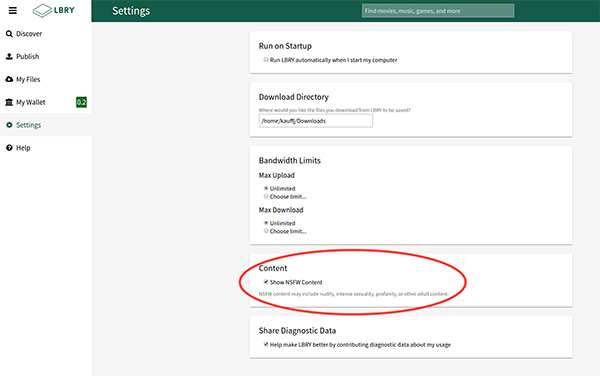 LBRY
Settings
Find movies, music, games, and more
Discover
Publish
My Files
My Wallet
0.2
Settings
Help
Run on Startup
Run LBRY automatically when I start my computer
Download Directory
Where would you like the files you download from LBRY to be saved?
/home/kauffj/Downloads
Bandwidth Limits
Max Upload
Unlimited
Choose limit...
Max Download
Unlimited
Choose limit...
Content
Show NSFW Content
NSFW content may include nudity, intense sexuality, profanity, or other adult content.
Share Diagnostic Data
Help make LBRY better by contributing diagnostic data about my usage